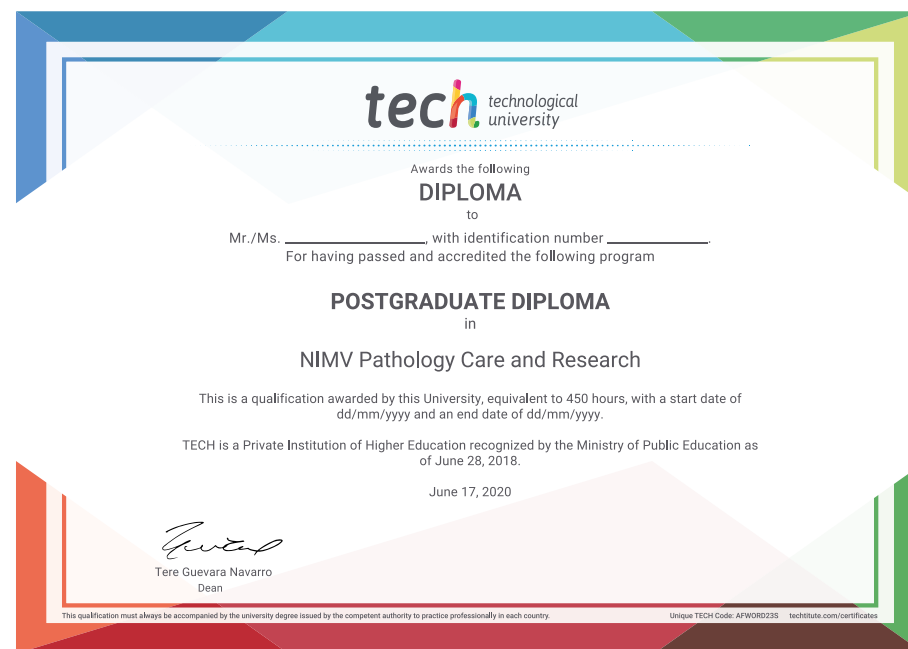 tech technological
university
Awards the following
DIPLOMA
to
Mr./Ms. ____________________, with identification number ______________.
For having passed and accredited the following program
POSTGRADUATE DIPLOMA
in
NIMV Pathology Care and Research
This is a qualification awarded by this University, equivalent to 450 hours, with a start date of
dd/mm/yyyy and an end date of dd/mm/yyyy.
TECH is a Private Institution of Higher Education recognized by the Ministry of Public Education as
of June 28, 2018.
June 17, 2020
Tere Guevara Navarro
Dean
This qualification must always be accompanied by the university degree issued by the competent authority to practice professionally in each country. Unique TECH Code: AFWORD23S techtitute.com/certificates